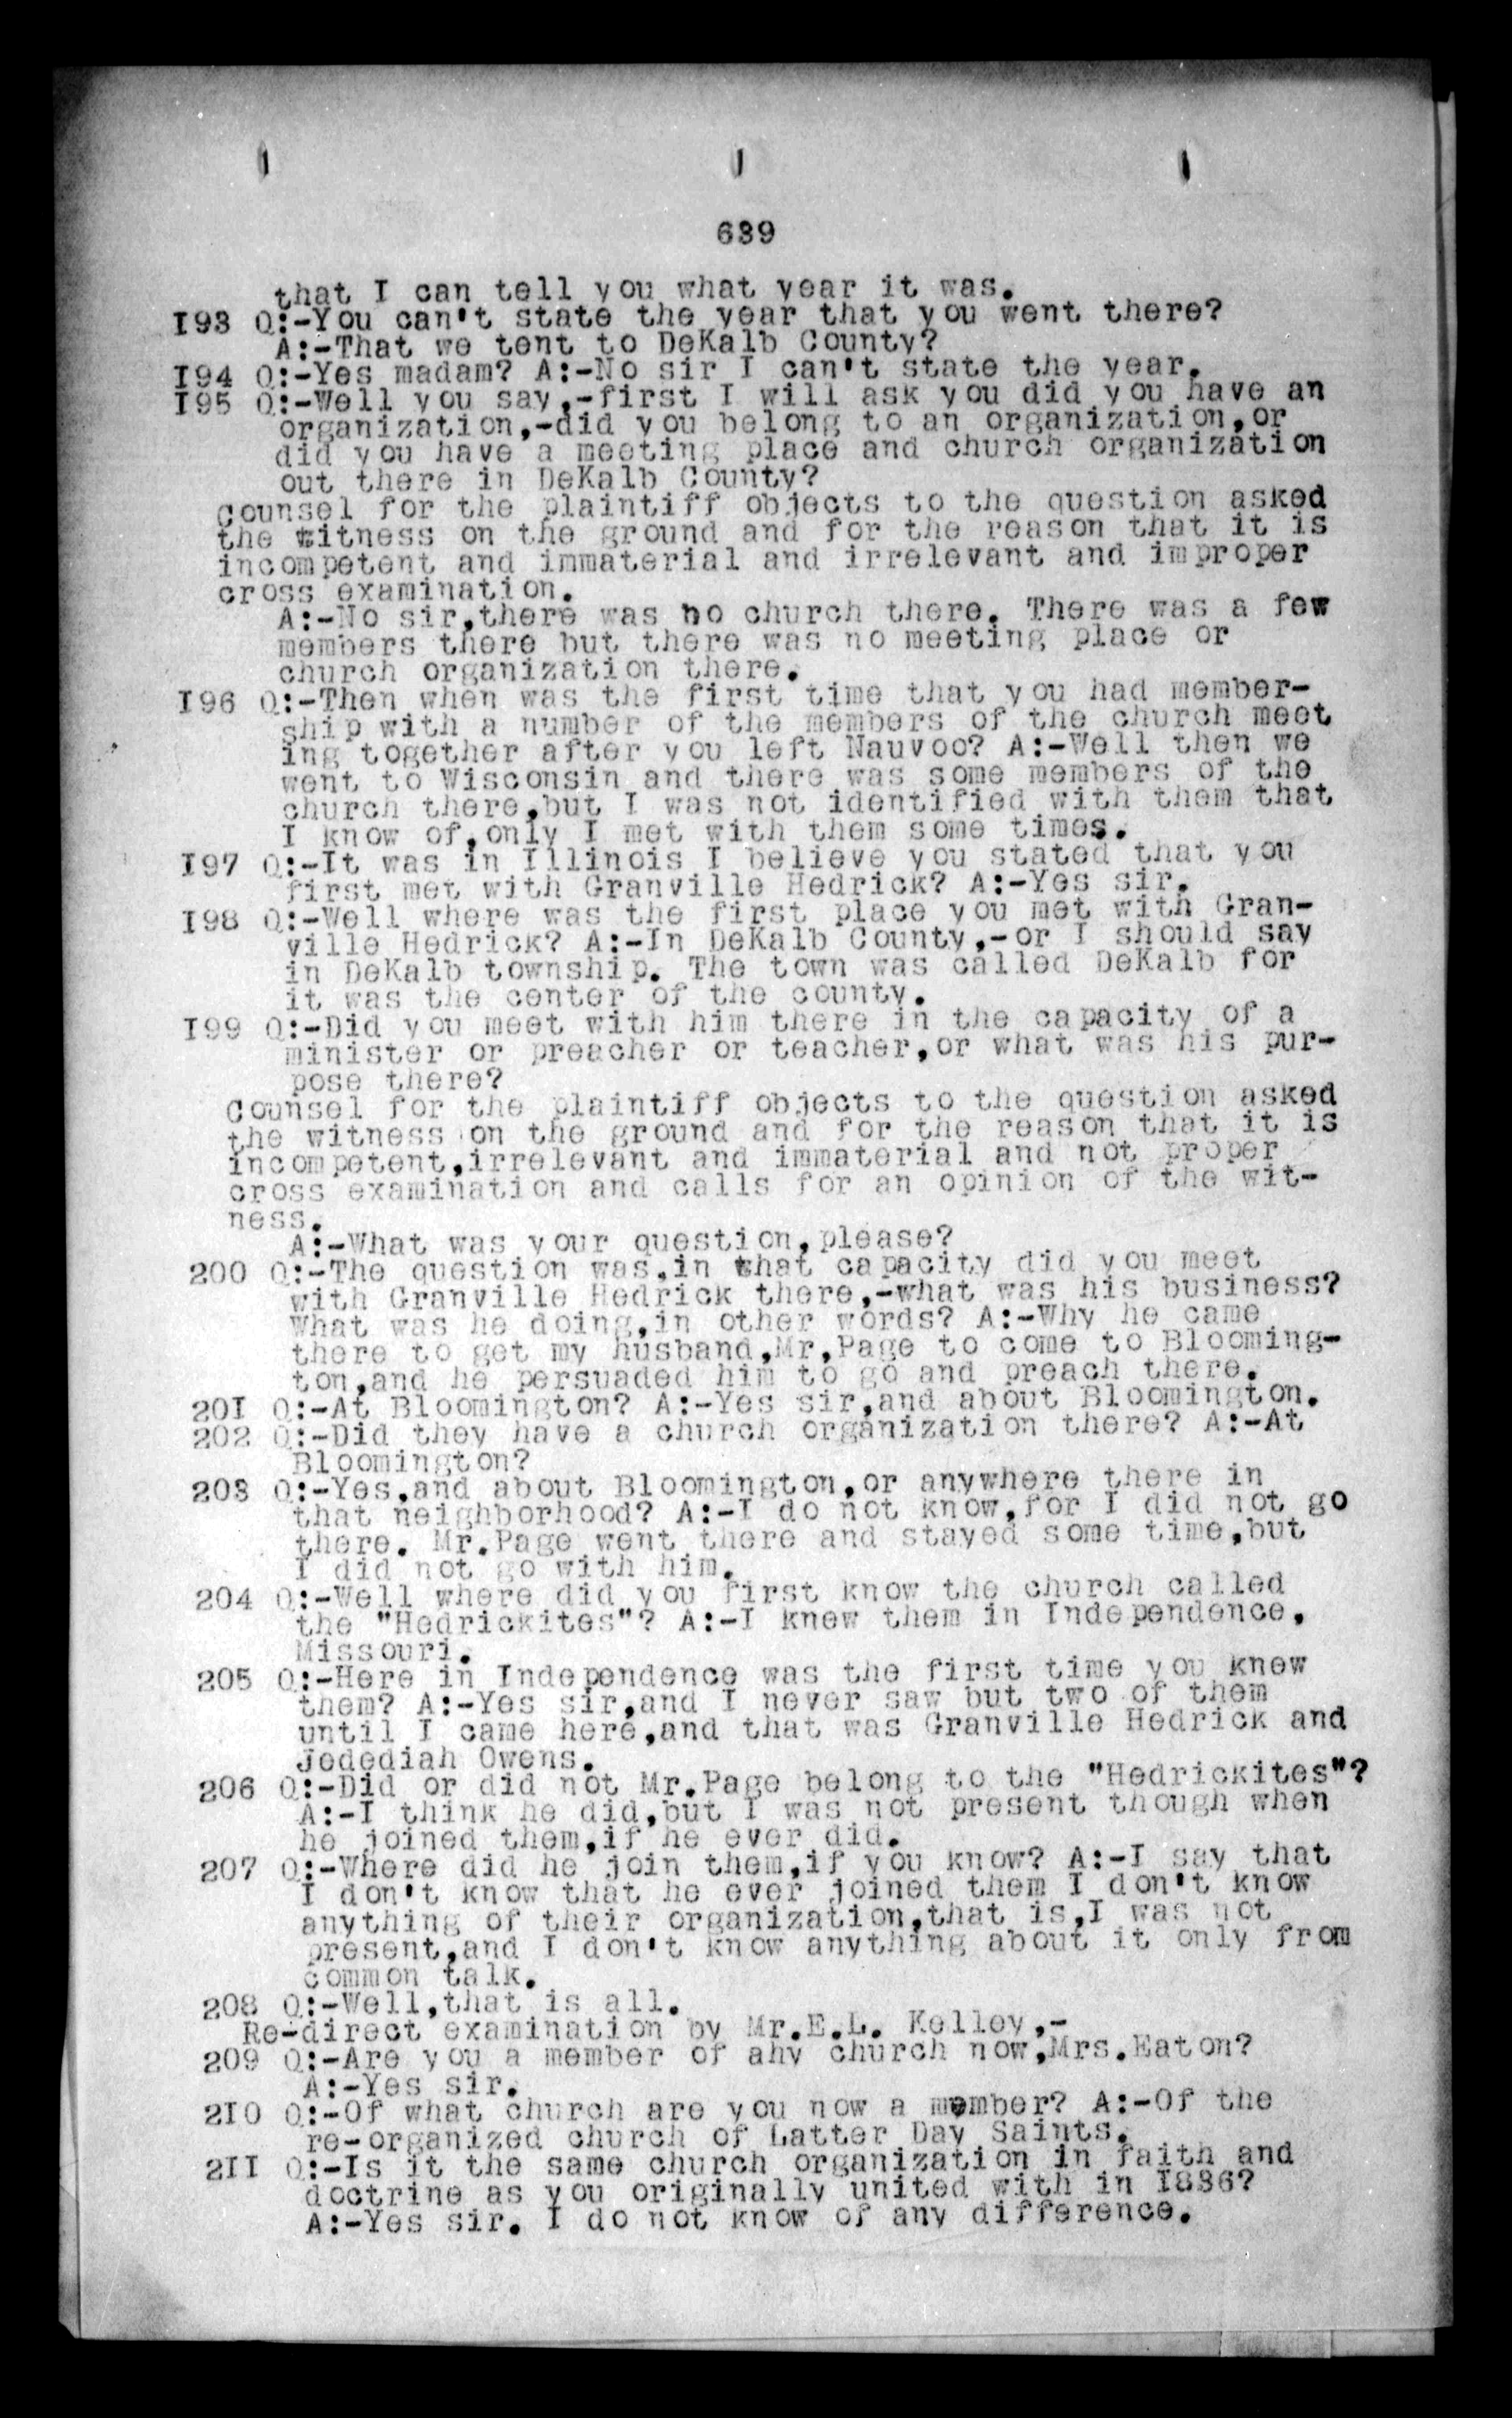 639
that I can tell you what year it was.
I93 Q:-You can't state the year that you went there?
A:-That we tent to DeKalb County?
I94 Q:-Yes madam? A:-No sir I can't state the year.
I95 Q:-Well you say,-first I will ask you did you have an
organization,-did you belong to an organization,or
did you have a meeting place and church organization
out there in DeKalb County?
Counsel for the plaintiff objects to the question asked
the witness on the ground and for the reason that it is
incompetent and immaterial and irrelevant and improper
cross examination.
A:-No sir,there was no church there. There was a few
members there but there was no meeting place or
church organization there.
I96 Q:-Then when was the first time that you had member-
ship with a number of the members of the church meet
ing together after you left Nauvoo? A:-Well then we
went to Wisconsin and there was some members of the
church there,but I was not identified with them that
I know of,only I met with them some times.
I97 Q:-It was in Illinois I believe you stated that you
first met with Granville Hedrick? A:-Yes sir.
I98 Q:-Well where was the first place you met with Gran-
ville Hedrick? A:-In DeKalb County,-or I should say
in DeKalb township. The town was called DeKalb for
it was the center of the county.
I99 Q:-Did you meet with him there in the capacity of a
minister or preacher or teacher,or what was his pur-
pose there?
Counsel for the plaintiff objects to the question asked
the witness on the ground and for the reason that it is
incompetent,irrelevant and immaterial and not proper
cross examination and calls for an opinion of the wit-
ness.
A:-What was your question,please?
200 Q:-The question was,in what capacity did you meet
with Granville Hedrick there,-what was his business?
What was he doing,in other words? A:-Why he came
there to get my husband,Mr,Page to come to Blooming-
ton,and he persuaded him to go and preach there.
20I Q:-At Bloomington? A:-Yes sir,and about Bloomington.
202 Q:-Did they have a church organization there? A:-At
Bloomington?
203 Q:-Yes,and about Bloomington,or anywhere there in
that neighborhood? A:-I do not know,for I did not go
there. Mr.Page went there and stayed some time,but
I did not go with him.
204 Q:-Well where did you first know the church called
the "Hedrickites"? A:-I knew them in Independence,
Missouri.
205 Q:-Here in Independence was the first time you knew
them? A:-Yes sir,and I never saw but two of them
until I came here,and that was Granville Hedrick and
Jedediah Owens.
206 Q:-Did or did not Mr.Page belong to the "Hedrickites"?
A:-I think he did,but I was not present though when
he joined them,if he ever did.
207 Q:-Where did he join them,if you know? A:-I say that
I don't know that he ever joined them I don't know
anything of their organization,that is,I was not
present,and I don't know anything about it only from
common talk.
208 Q:-Well,that is all.
Re-direct examination by Mr.E.L. Kelley,-
209 Q:-Are you a member of ahy church now,Mrs.Eaton?
A:-Yes sir.
2I0 Q:-Of what church are you now a member? A:-Of the
re-organized church of Latter Day Saints.
2II Q:-Is it the same church organization in faith and
doctrine as you originally united with in I836?
A:-Yes sir. I do not know of any difference.